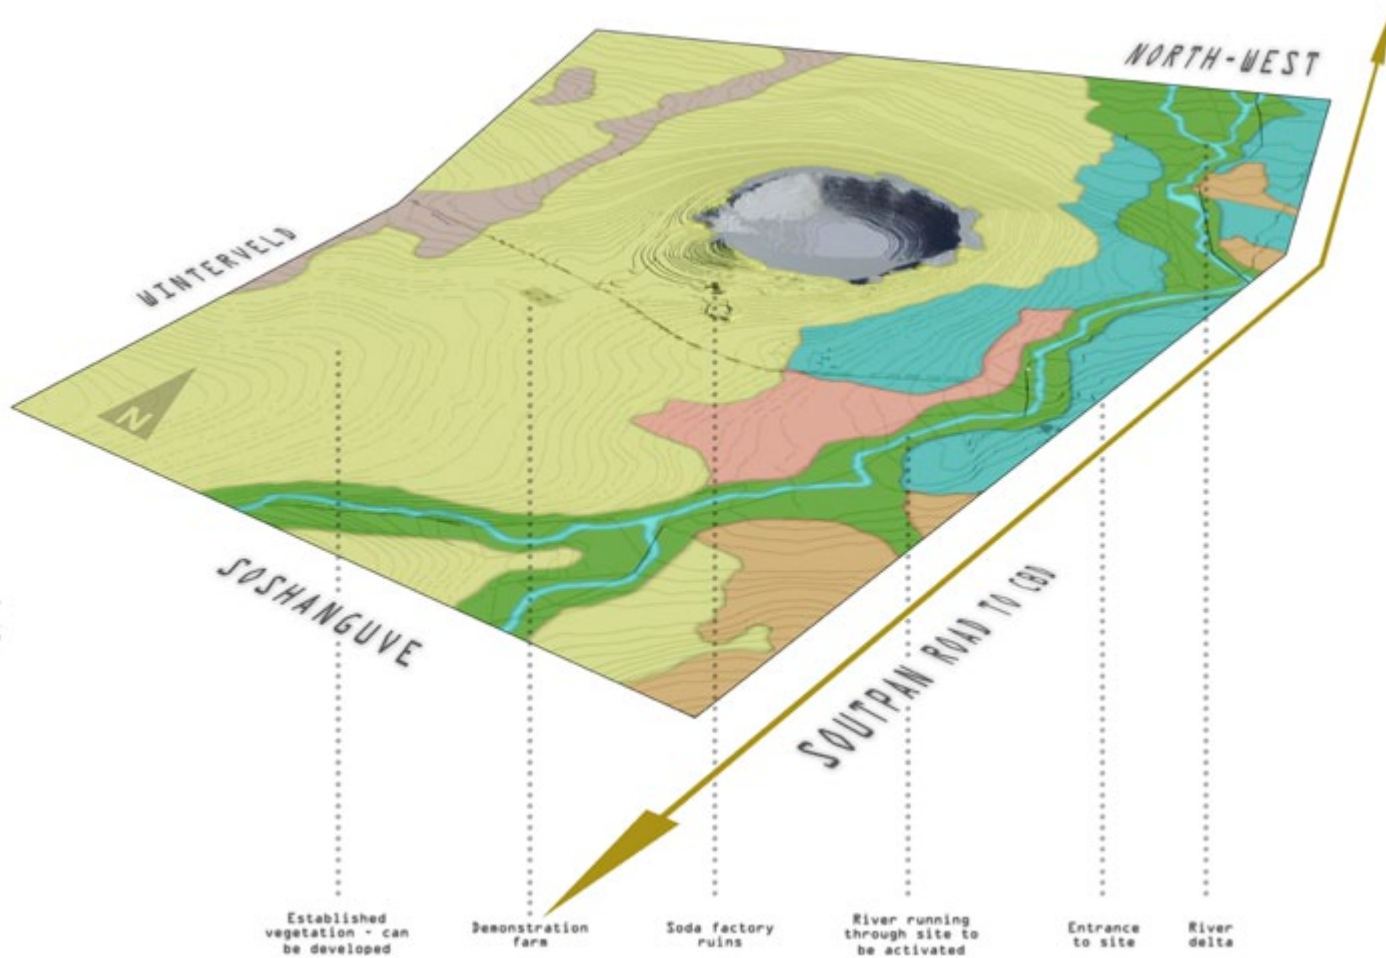 NORTH-WEST
WINTERVELD
N
SOSHANGUVE
SOUTPAN ROAD TO CBD
Established
vegetation - can
be developed
Demonstration
farm
Soda factory
ruins
River running
through site to
be activated
Entrance
to site
River
delta